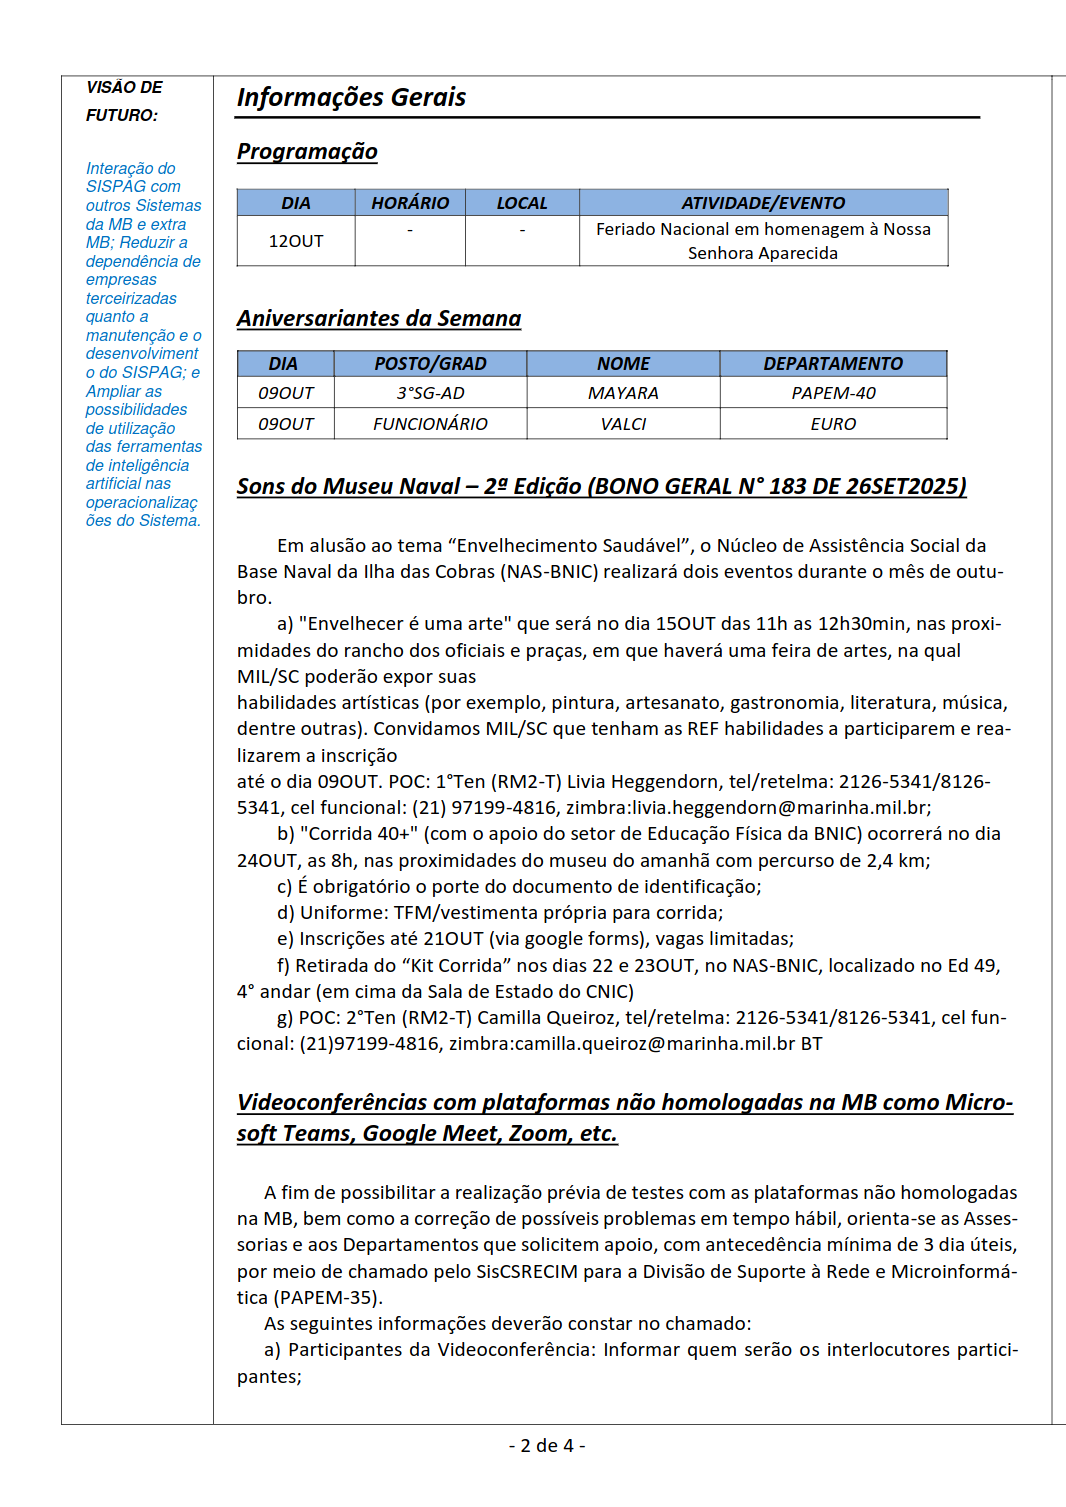 VISÃO DE
FUTURO:
Interação do
SISPAG com
outros Sistemas
da MB e extra
MB; Reduzir a
dependência de
empresas
terceirizadas
quanto a
manutenção e o
desenvolviment
o do SISPAG; e
Ampliar as
possibilidades
de utilização
das ferramentas
de inteligência
artificial nas
operacionalizaç
ões do Sistema.
Informações Gerais
Programação
DIA HORÁRIO LOCAL ATIVIDADE/EVENTO
12OUT - - Feriado Nacional em homenagem à Nossa
Senhora Aparecida
Aniversariantes da Semana
DIA POSTO/GRAD NOME DEPARTAMENTO
09OUT 3°SG-AD MAYARA PAPEM-40
09OUT FUNCIONÁRIO VALCI EURO
Sons do Museu Naval – 2ª Edição (BONO GERAL N° 183 DE 26SET2025)
Em alusão ao tema “Envelhecimento Saudável”, o Núcleo de Assistência Social da
Base Naval da Ilha das Cobras (NAS-BNIC) realizará dois eventos durante o mês de outu-
bro.
a) "Envelhecer é uma arte" que será no dia 15OUT das 11h as 12h30min, nas proxi-
midades do rancho dos oficiais e praças, em que haverá uma feira de artes, na qual
MIL/SC poderão expor suas
habilidades artísticas (por exemplo, pintura, artesanato, gastronomia, literatura, música,
dentre outras). Convidamos MIL/SC que tenham as REF habilidades a participarem e rea-
lizarem a inscrição
até o dia 09OUT. POC: 1°Ten (RM2-T) Livia Heggendorn, tel/retelma: 2126-5341/8126-
5341, cel funcional: (21) 97199-4816, zimbra:livia.heggendorn@marinha.mil.br;
b) "Corrida 40+" (com o apoio do setor de Educação Física da BNIC) ocorrerá no dia
24OUT, as 8h, nas proximidades do museu do amanhã com percurso de 2,4 km;
c) É obrigatório o porte do documento de identificação;
d) Uniforme: TFM/vestimenta própria para corrida;
e) Inscrições até 21OUT (via google forms), vagas limitadas;
f) Retirada do “Kit Corrida” nos dias 22 e 23OUT, no NAS-BNIC, localizado no Ed 49,
4° andar (em cima da Sala de Estado do CNIC)
g) POC: 2°Ten (RM2-T) Camilla Queiroz, tel/retelma: 2126-5341/8126-5341, cel fun-
cional: (21)97199-4816, zimbra:camilla.queiroz@marinha.mil.br BT
Videoconferências com plataformas não homologadas na MB como Micro-
soft Teams, Google Meet, Zoom, etc.
A fim de possibilitar a realização prévia de testes com as plataformas não homologadas
na MB, bem como a correção de possíveis problemas em tempo hábil, orienta-se as Asses-
sorias e aos Departamentos que solicitem apoio, com antecedência mínima de 3 dia úteis,
por meio de chamado pelo SisCSRECIM para a Divisão de Suporte à Rede e Microinformá-
tica (PAPEM-35).
As seguintes informações deverão constar no chamado:
a) Participantes da Videoconferência: Informar quem serão os interlocutores partici-
pantes;
- 2 de 4 -